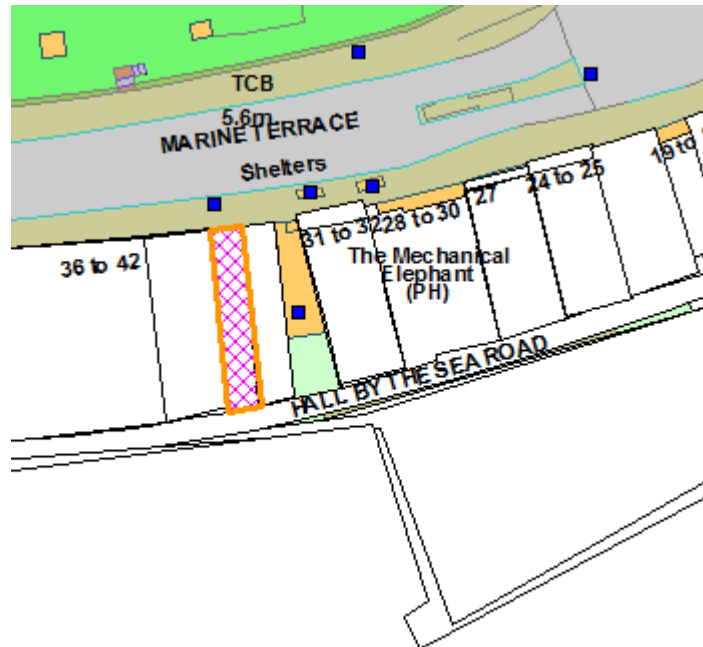 TCB
5.6m
MARINE TERRACE
Shelters
36 to 42
31 to 32
28 to 30
27
24 to 25
19 to
The Mechanical
Elephant
(PH)
HALL BY THE SEA ROAD